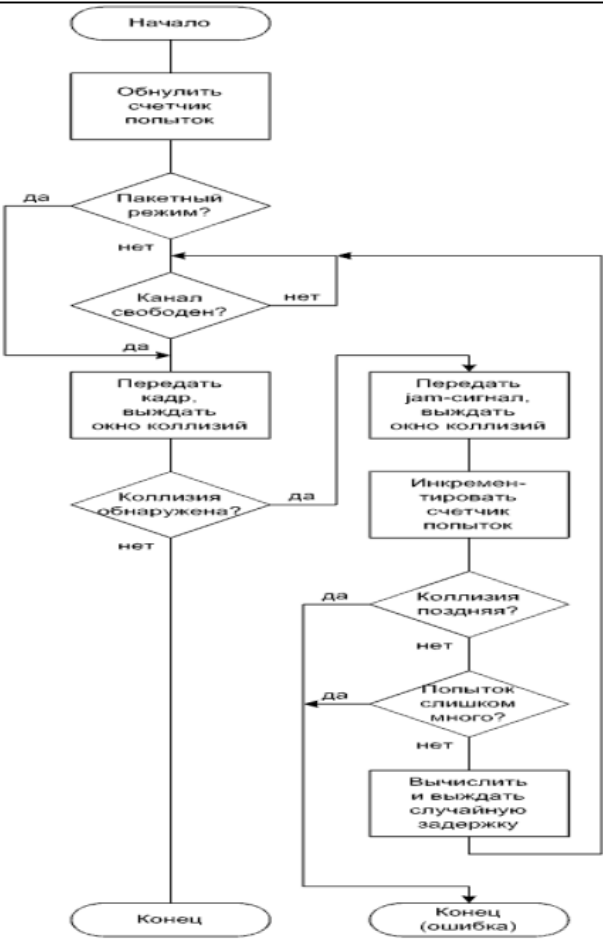 Начало
Обнулить
счетчик
попыток
да
Пакетный
режим?
нет
Канал
свободен?
нет
да
Передать
кадр,
выждать
окно коллизий
Коллизия
обнаружена?
да
нет
Передать
jam-сигнал,
выждать
окно коллизий
Инкремен-
тировать
счетчик
попыток
да
Коллизия
поздняя?
нет
да
Попыток
слишком
много?
нет
Вычислить
и выждать
случайную
задержку
Конец
Конец
(ошибка)